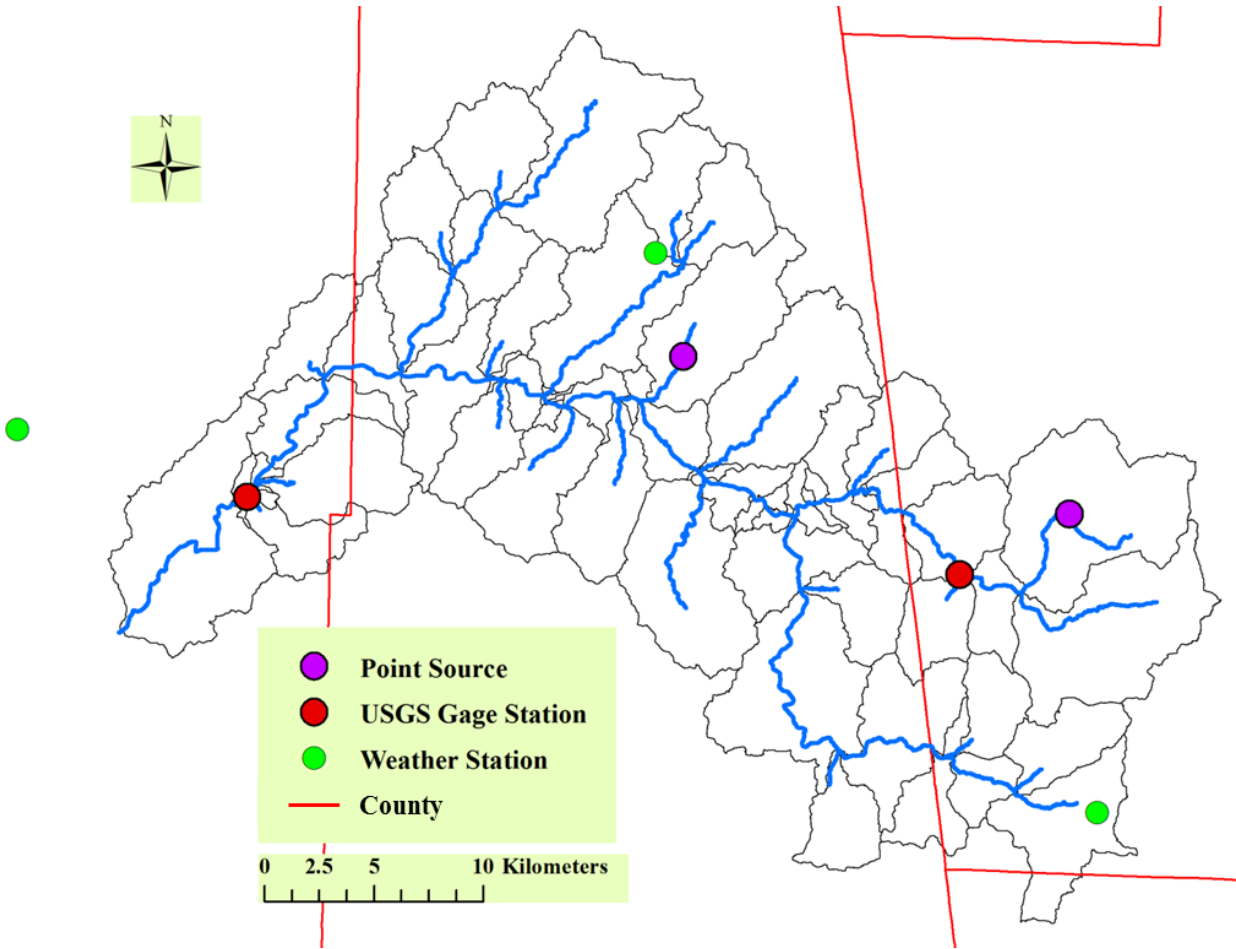 N
Point Source
USGS Gage Station
Weather Station
County
0 2.5 5 10 Kilometers